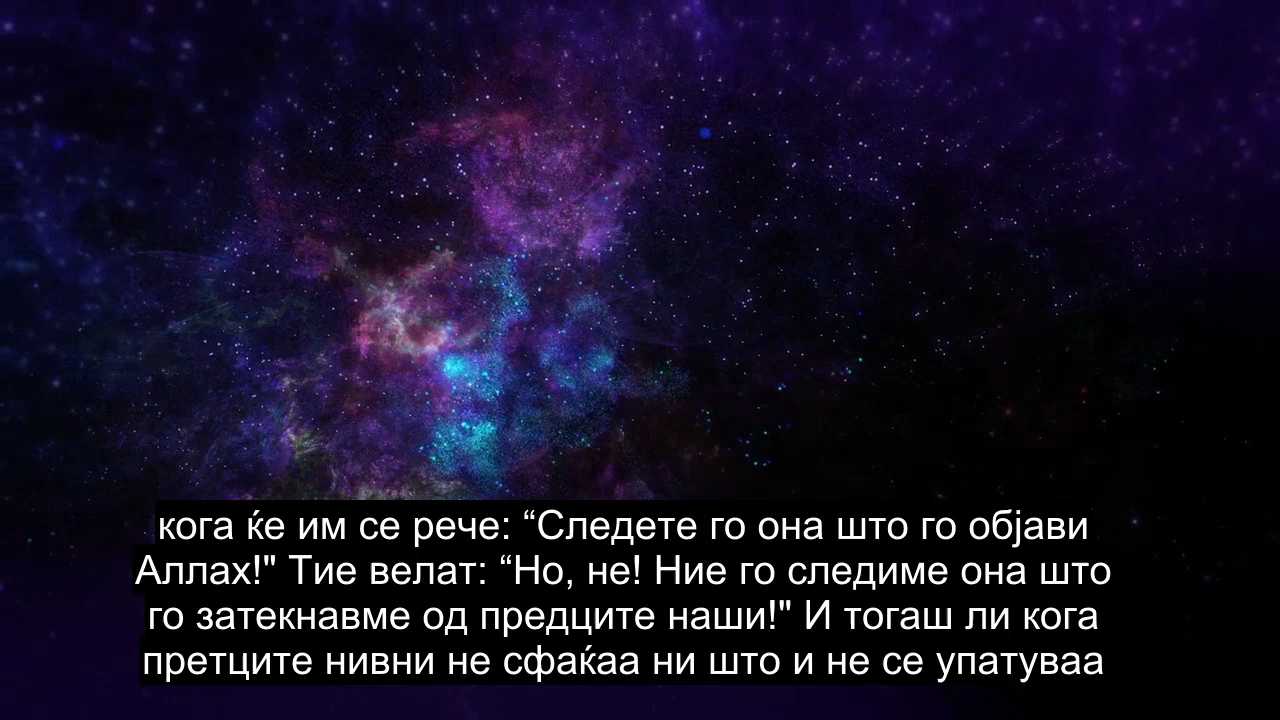 кога ќе им се рече: “Следете го она што го објави
Аллах!" Тие велат: “Но, не! Ние го следиме она што
го затекнавме од предците наши!" И тогаш ли кога
претците нивни не сфаќаа ни што и не се упатуваа